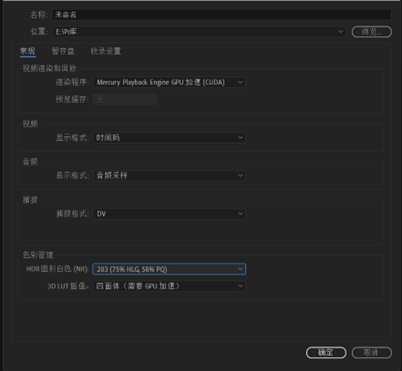 名称: 未命名
位置: E:\Pr库 浏览...
常规 暂存盘 收录设置
视频渲染和回放
渲染程序: Mercury Playback Engine GPU 加速 (CUDA)
预览缓存: 无
视频
显示格式: 时间码
音频
显示格式: 音频采样
捕捉
捕捉格式: DV
色彩管理
HDR 图形白色 (Nit) 203 (75% HLG, 58% PQ)
3D LUT 插值: 四面体（需要 GPU 加速）
确定 取消